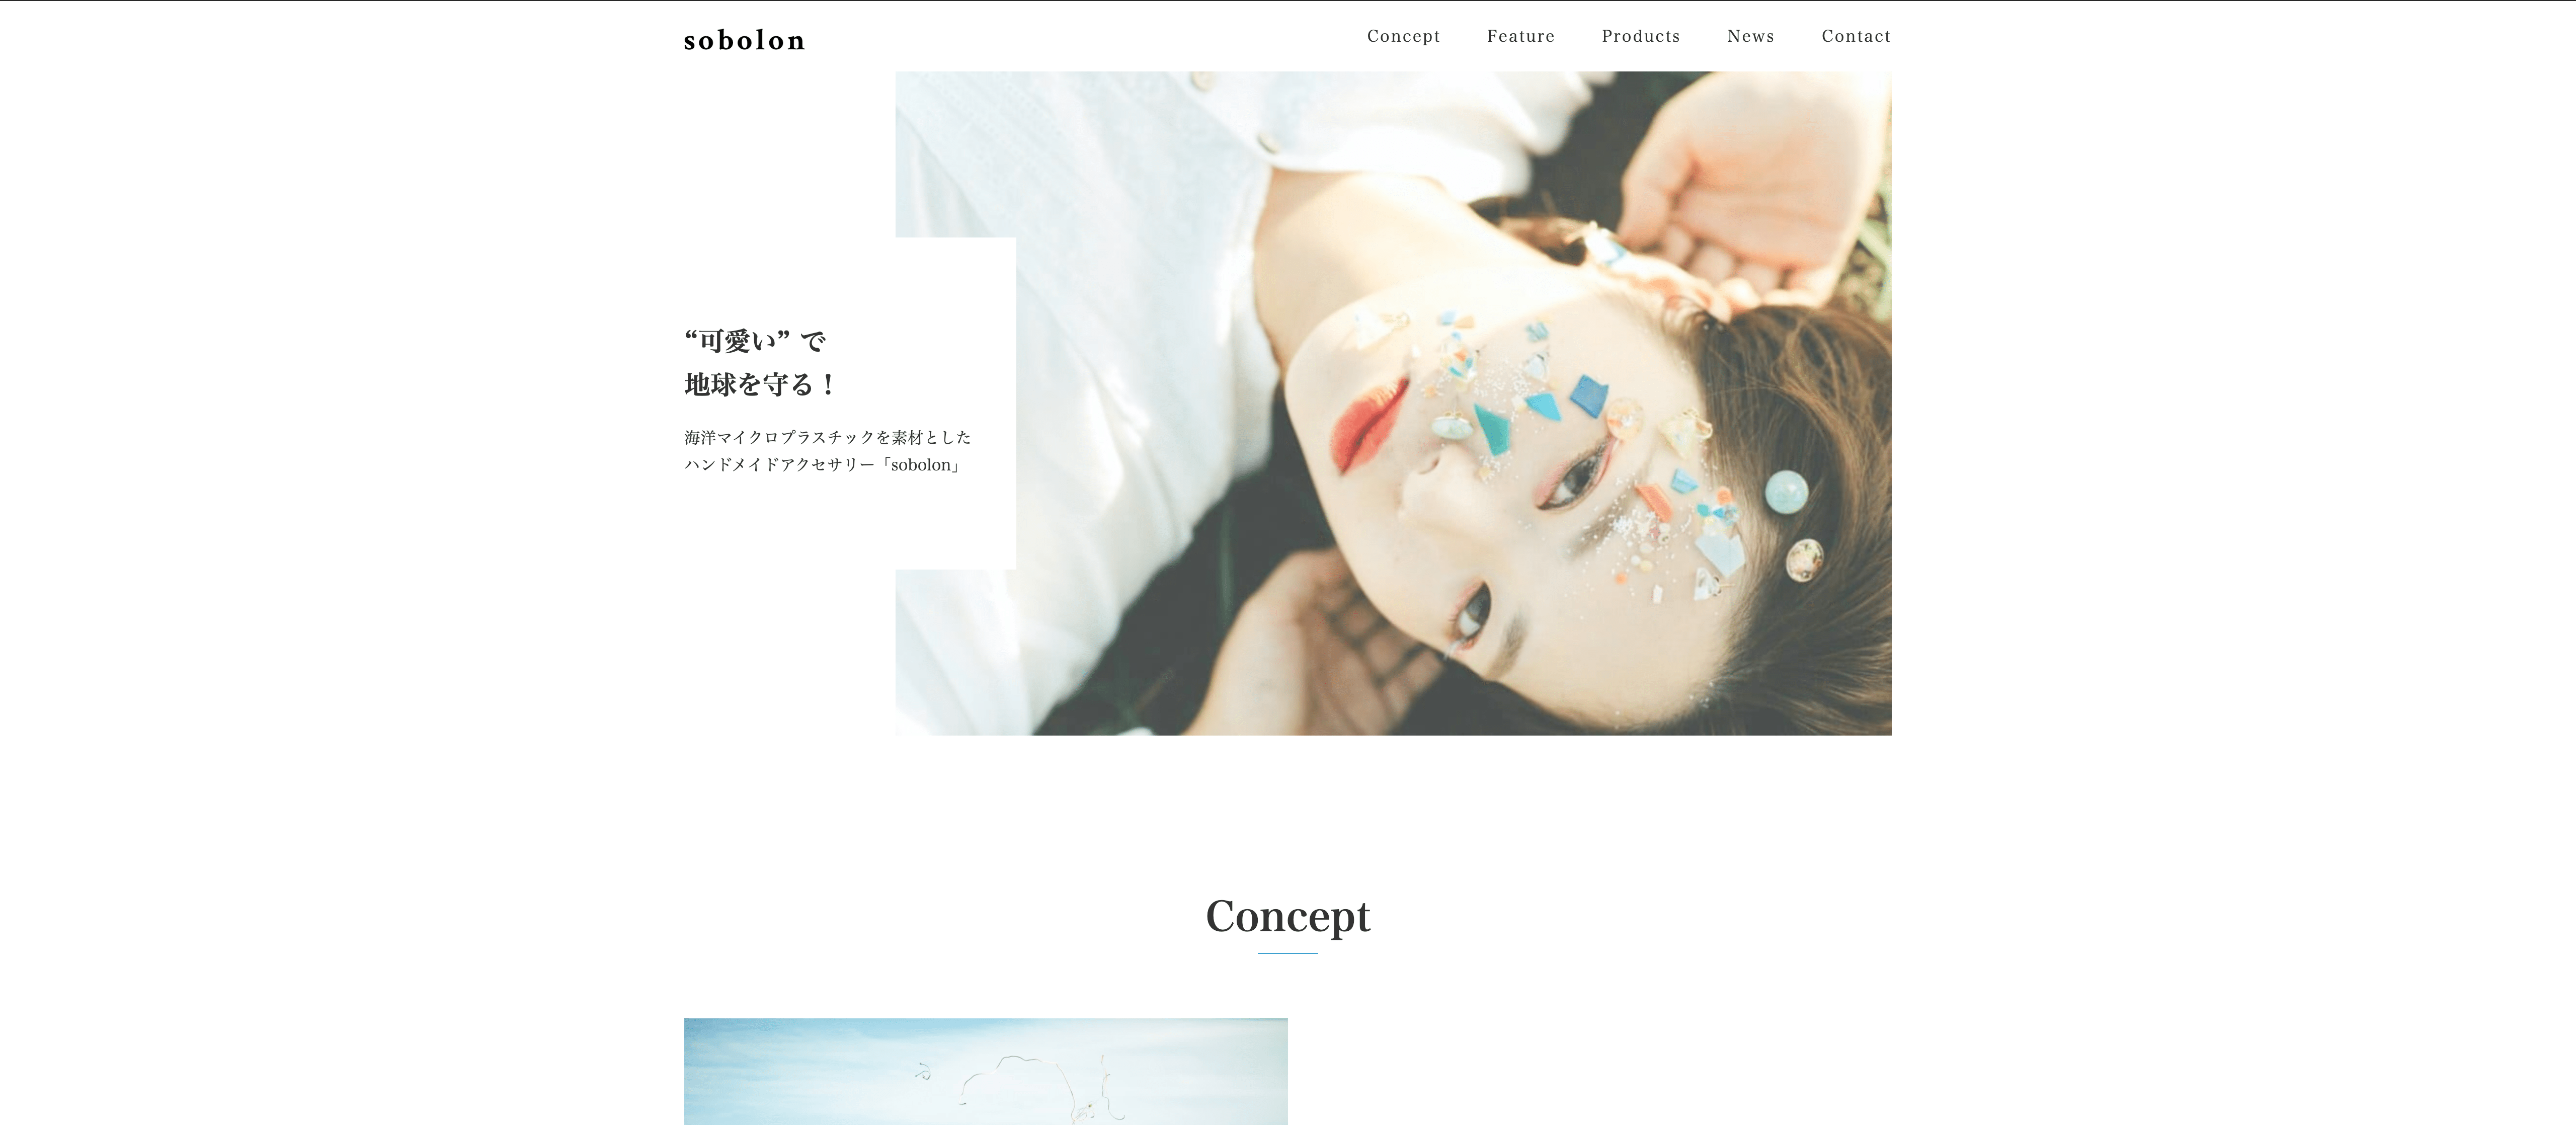 sobolon
Concept Feature Products News Contact
“可愛い” で
地球を守る！
海洋マイクロプラスチックを素材とした
ハンドメイドアクセサリー「sobolon」
Concept